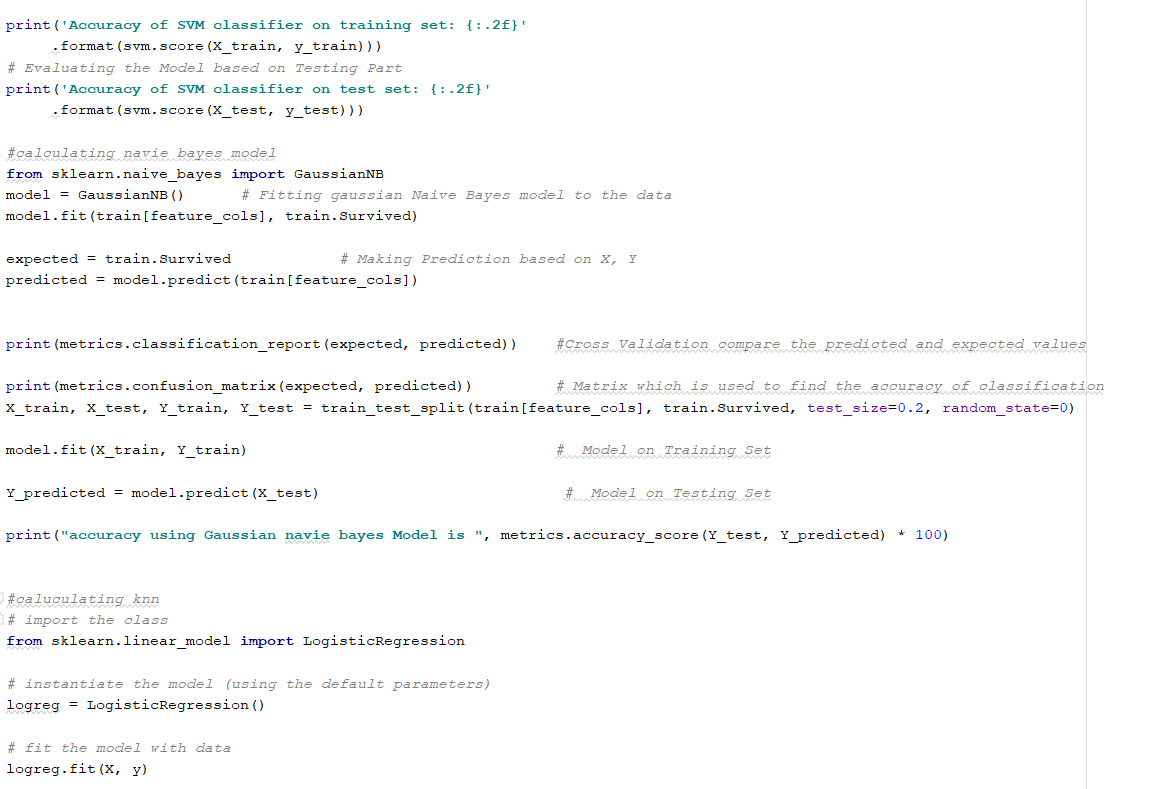 print('Accuracy of SVM classifier on training set: {:.2f}'
.format(svm.score(X_train, y_train)))
# Evaluating the Model based on Testing Part
print('Accuracy of SVM classifier on test set: {:.2f}'
.format(svm.score(X_test, y_test)))
#calculating navie bayes model
from sklearn.naive_bayes import GaussianNB
model = GaussianNB() # Fitting gaussian Naive Bayes model to the data
model.fit(train[feature_cols], train.Survived)
expected = train.Survived # Making Prediction based on X, Y
predicted = model.predict(train[feature_cols])
print(metrics.classification_report(expected, predicted)) #Cross Validation compare the predicted and expected values
print(metrics.confusion_matrix(expected, predicted)) # Matrix which is used to find the accuracy of classification
X_train, X_test, Y_train, Y_test = train_test_split(train[feature_cols], train.Survived, test_size=0.2, random_state=0)
model.fit(X_train, Y_train) # Model on Training Set
Y_predicted = model.predict(X_test) # Model on Testing Set
print("accuracy using Gaussian navie bayes Model is ", metrics.accuracy_score(Y_test, Y_predicted) * 100)
#caluculating knn
# import the class
from sklearn.linear_model import LogisticRegression
# instantiate the model (using the default parameters)
logreg = LogisticRegression()
# fit the model with data
logreg.fit(X, y)